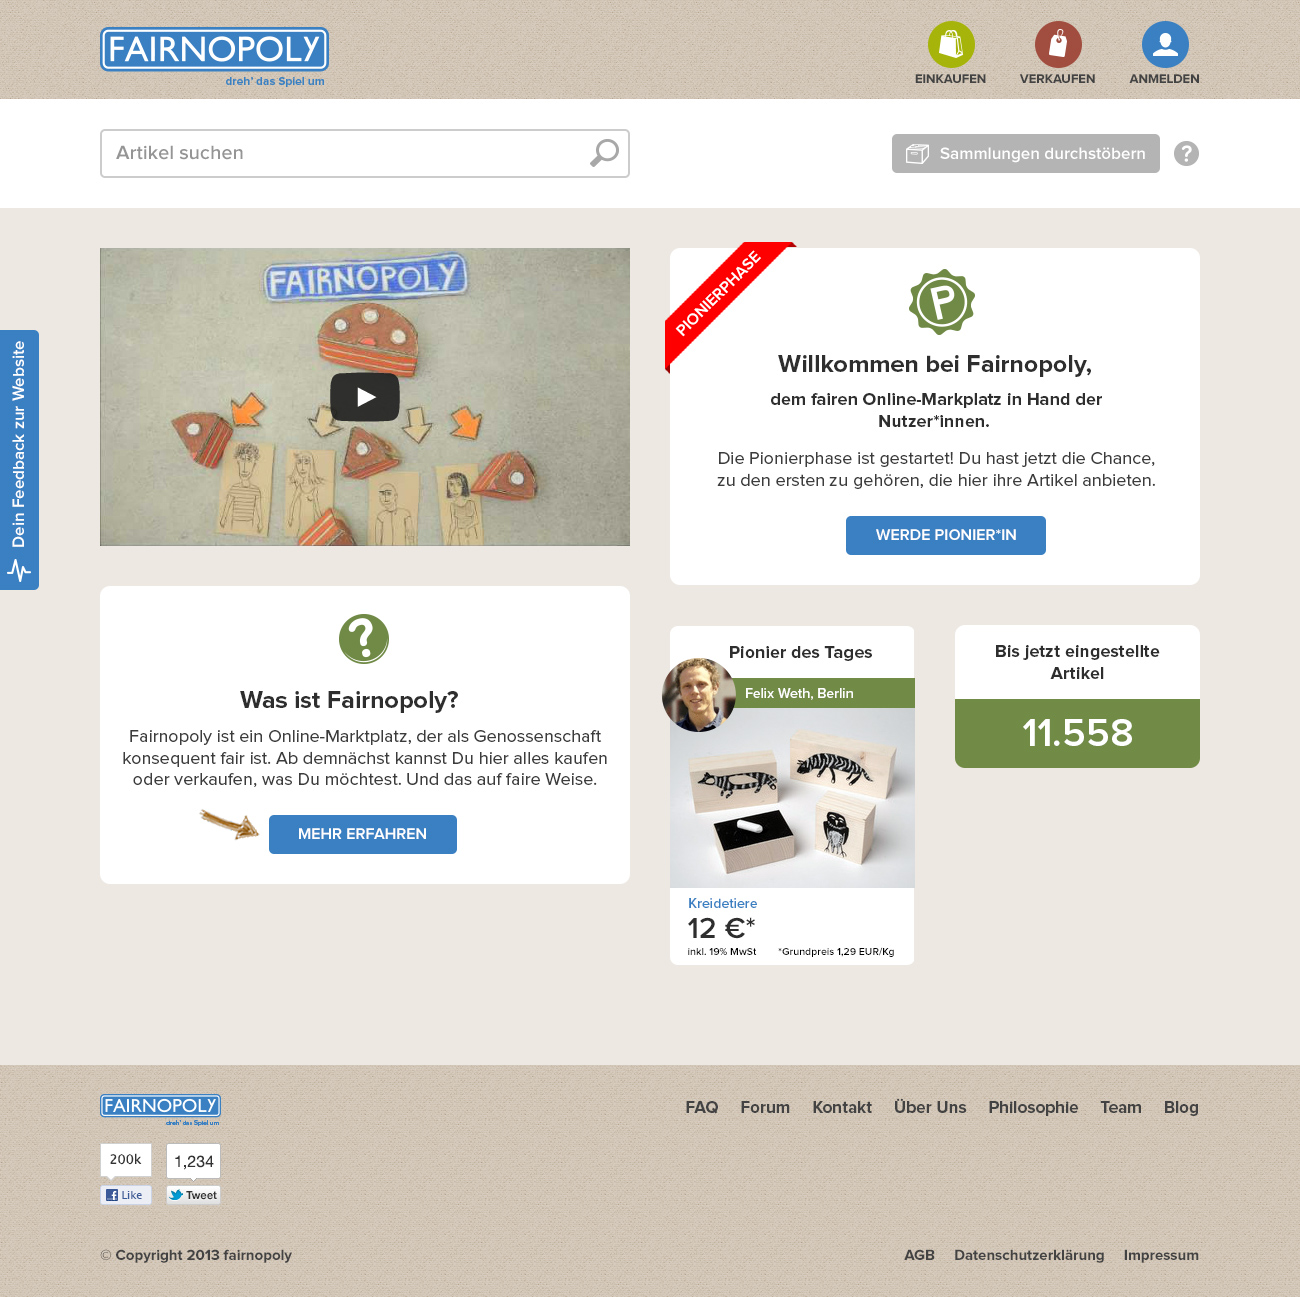 FAIRNOPOLY
dreh' das Spiel um
EINKAUFEN
VERKAUFEN
ANMELDEN
Artikel suchen
Sammlungen durchstöbern
?
Dein Feedback zur Website
FAIRNOPOLY
PIONIERPHASE
P
Willkommen bei Fairnopoly,
dem fairen Online-Markplatz in Hand der
Nutzer*innen.
Die Pionierphase ist gestartet! Du hast jetzt die Chance,
zu den ersten zu gehören, die hier ihre Artikel anbieten.
WERDE PIONIER*IN
?
Was ist Fairnopoly?
Fairnopoly ist ein Online-Marktplatz, der als Genossenschaft
konsequent fair ist. Ab demnächst kannst Du hier alles kaufen
oder verkaufen, was Du möchtest. Und das auf faire Weise.
MEHR ERFAHREN
Pionier des Tages
Felix Weth, Berlin
Kreidetiere
12 €*
inkl. 19% MwSt
*Grundpreis 1,29 EUR/Kg
Bis jetzt eingestellte
Artikel
11.558
FAIRNOPOLY
dreh' das Spiel um
200k
1,234
Like
Tweet
FAQ
Forum
Kontakt
Über Uns
Philosophie
Team
Blog
© Copyright 2013 fairnopoly
AGB
Datenschutzerklärung
Impressum